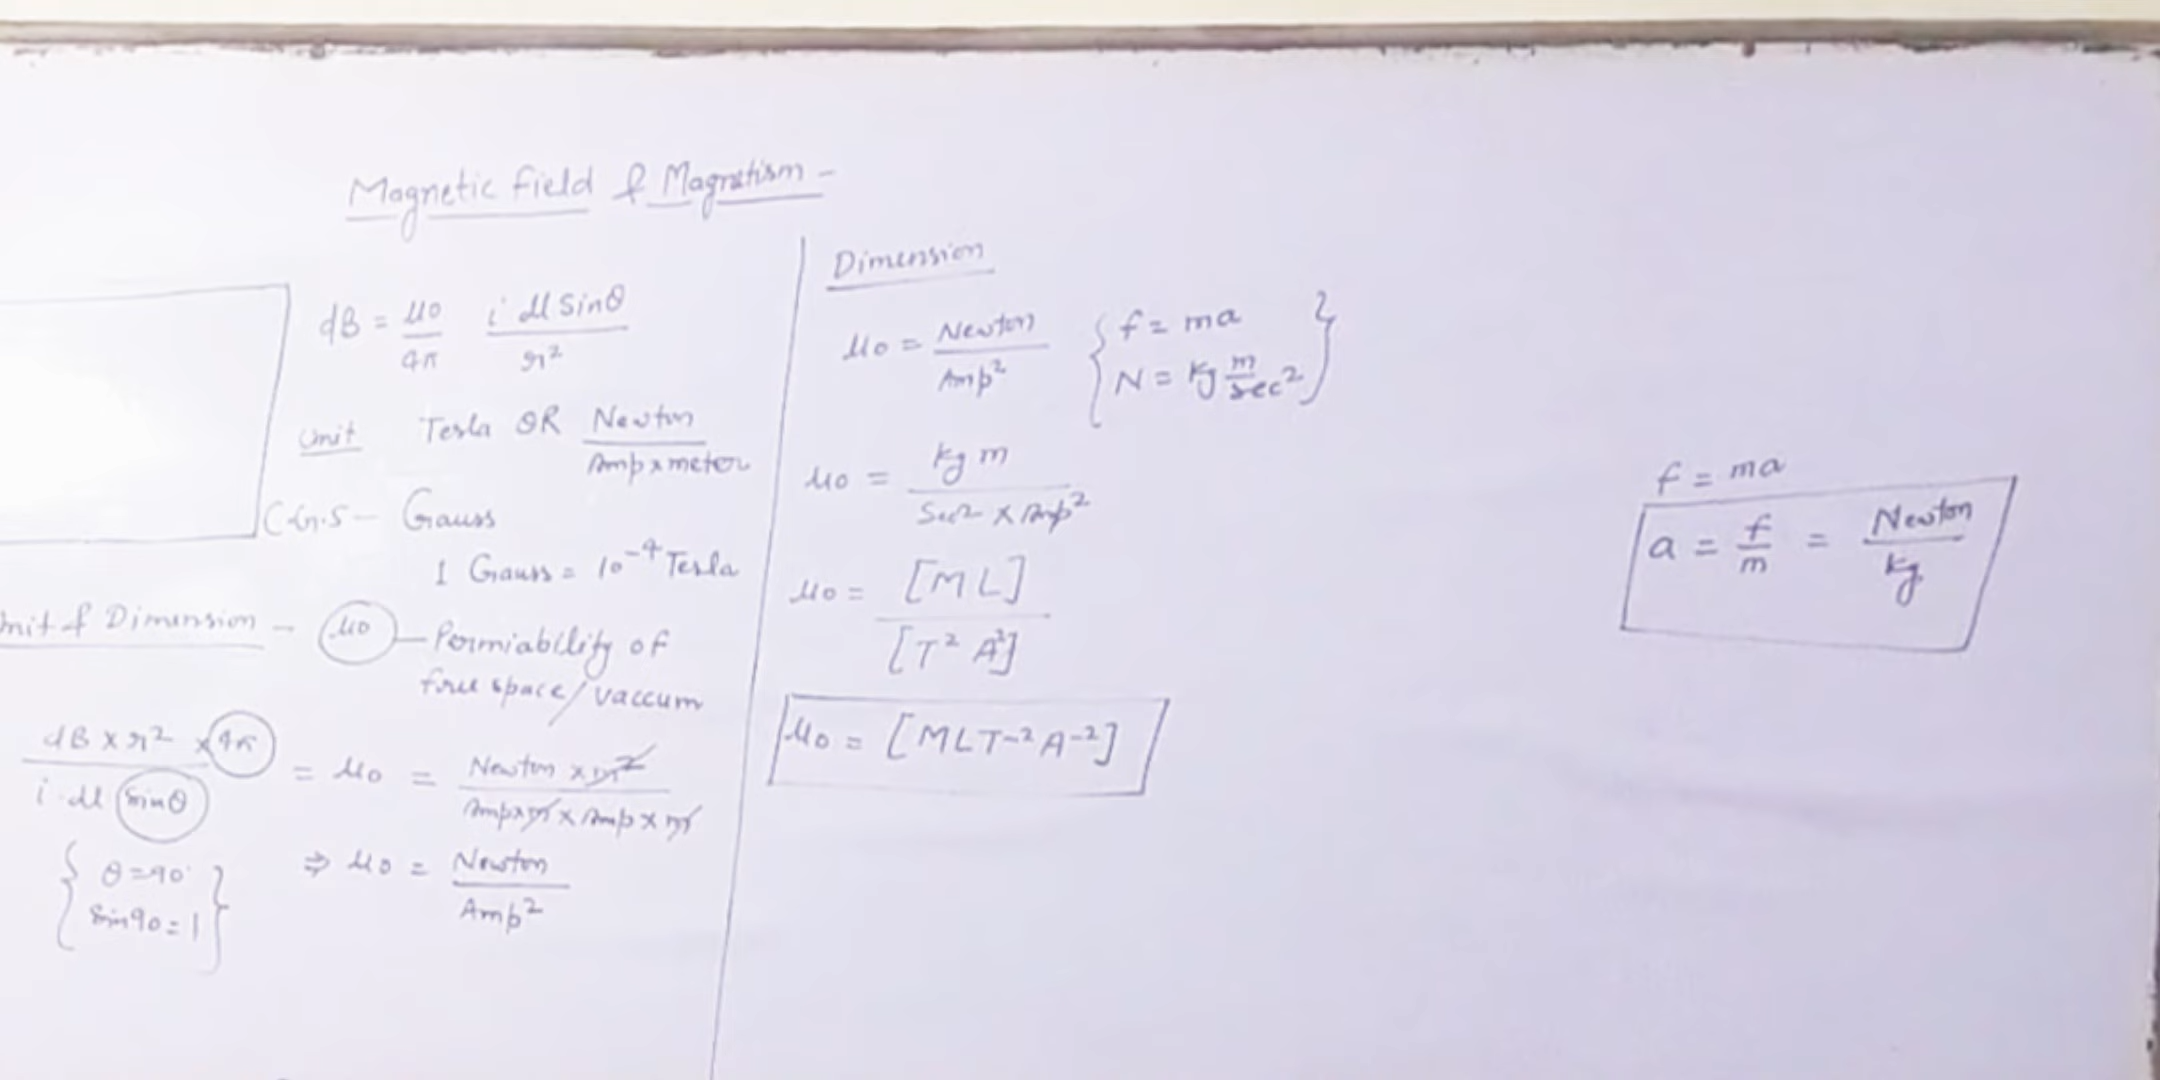 Magnetic field & Magnetism -
dB = μ0/4π i dl Sinθ/r²
Unit Tesla OR Newton/Amp x meter
C.G.S - Gauss
1 Gauss = 10⁻⁴ Tesla
Unit & Dimension - μ0 - Permiability of
free space/vaccum
dB x r² x 4π/i dl sinθ = μ0 = Newton x m²/Amp x m x Amp x m
{ θ = 90°
sin90 = 1 }
⇒ μ0 = Newton/Amp²
Dimension
μ0 = Newton/Amp² { f = ma
N = kg m/sec² }
μ0 = kg m/Sec² x Amp²
μ0 = [ML]/[T² A²]
μ0 = [MLT⁻² A⁻²]
f = ma
a = f/m = Newton/kg